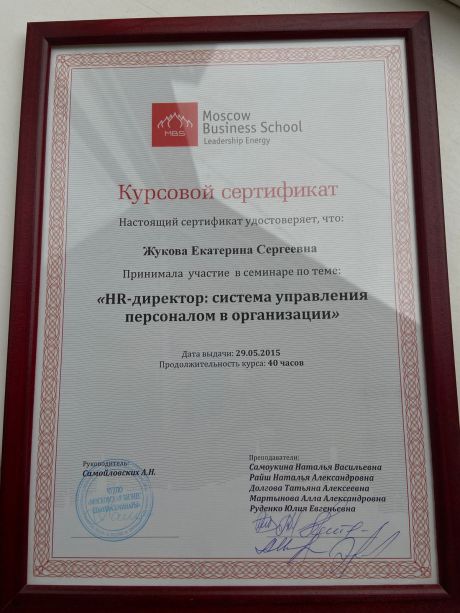 MBS
Moscow
Business School
Leadership Energy
Курсовой сертификат
Настоящий сертификат удостоверяет, что:
Жукова Екатерина Сергеевна
Принимала участие в семинаре по теме:
«HR-директор: система управления
персоналом в организации»
Дата выдачи: 29.05.2015
Продолжительность курса: 40 часов
Руководитель:
Самойловских А.Н.
Преподаватели:
Самоукина Наталья Васильевна
Райш Наталья Александровна
Долгова Татьяна Алексеевна
Мартынова Алла Александровна
Руденко Юлия Евгеньевна